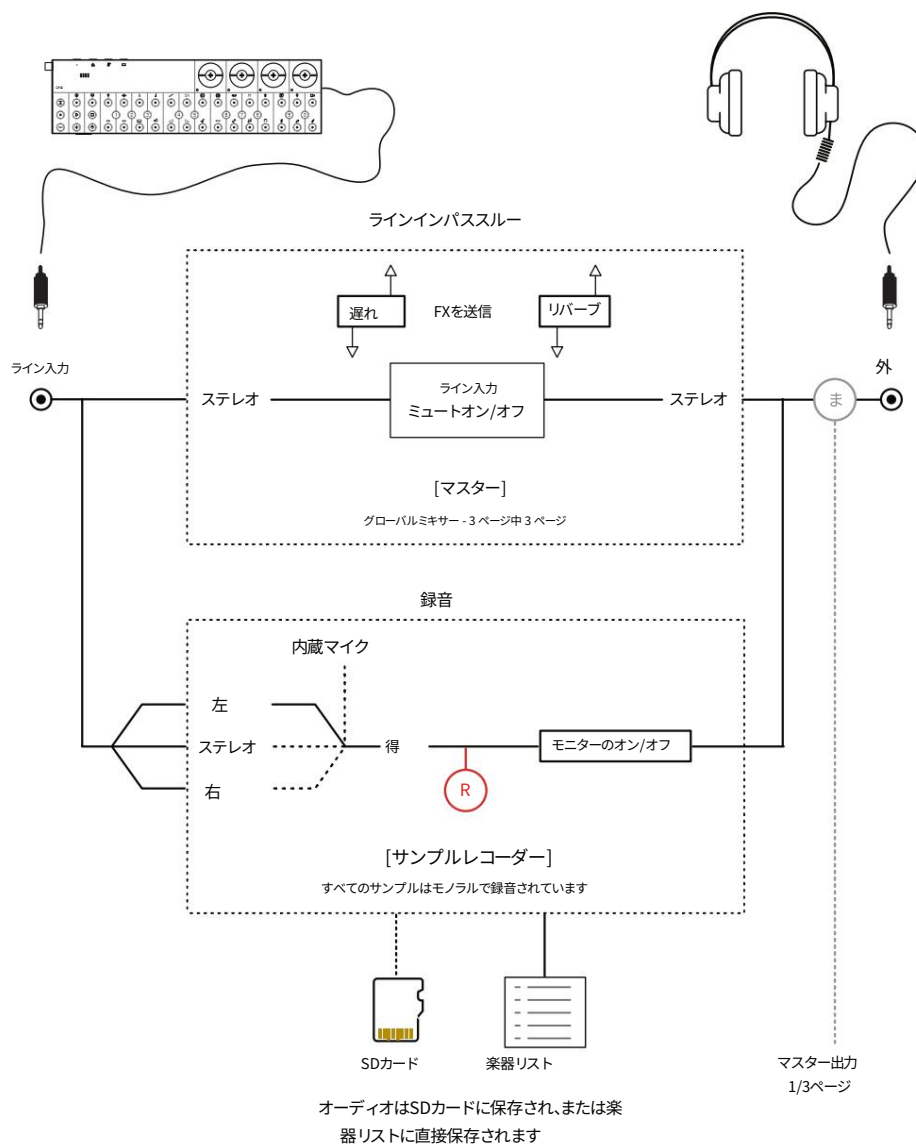 ラインインパススルー
遅れ
FXを送信
リバーブ
ライン入力
外
ステレオ
ライン入力
ミュートオン/オフ
ステレオ
ま
[マスター]
グローバルミキサー - 3 ページ中 3 ページ
録音
内蔵マイク
左
ステレオ
得
モニターのオン/オフ
右
R
[サンプルレコーダー]
すべてのサンプルはモノラルで録音されています
SDカード
楽器リスト
マスター出力
1/3ページ
オーディオはSDカードに保存され、または楽
器リストに直接保存されます